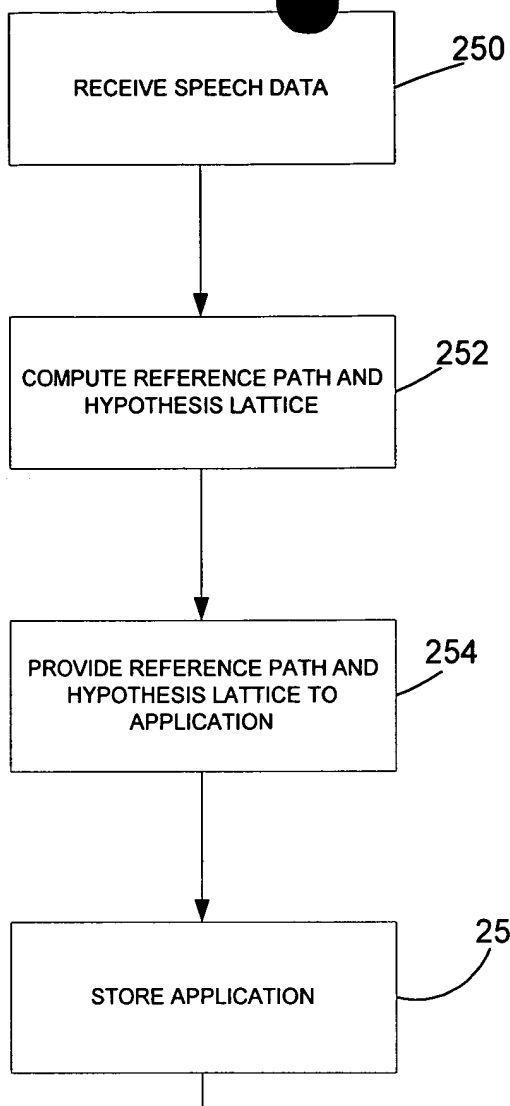 RECEIVE SPEECH DATA
250
COMPUTE REFERENCE PATH AND
HYPOTHESIS LATTICE
252
PROVIDE REFERENCE PATH AND
HYPOTHESIS LATTICE TO
APPLICATION
254
STORE APPLICATION
25